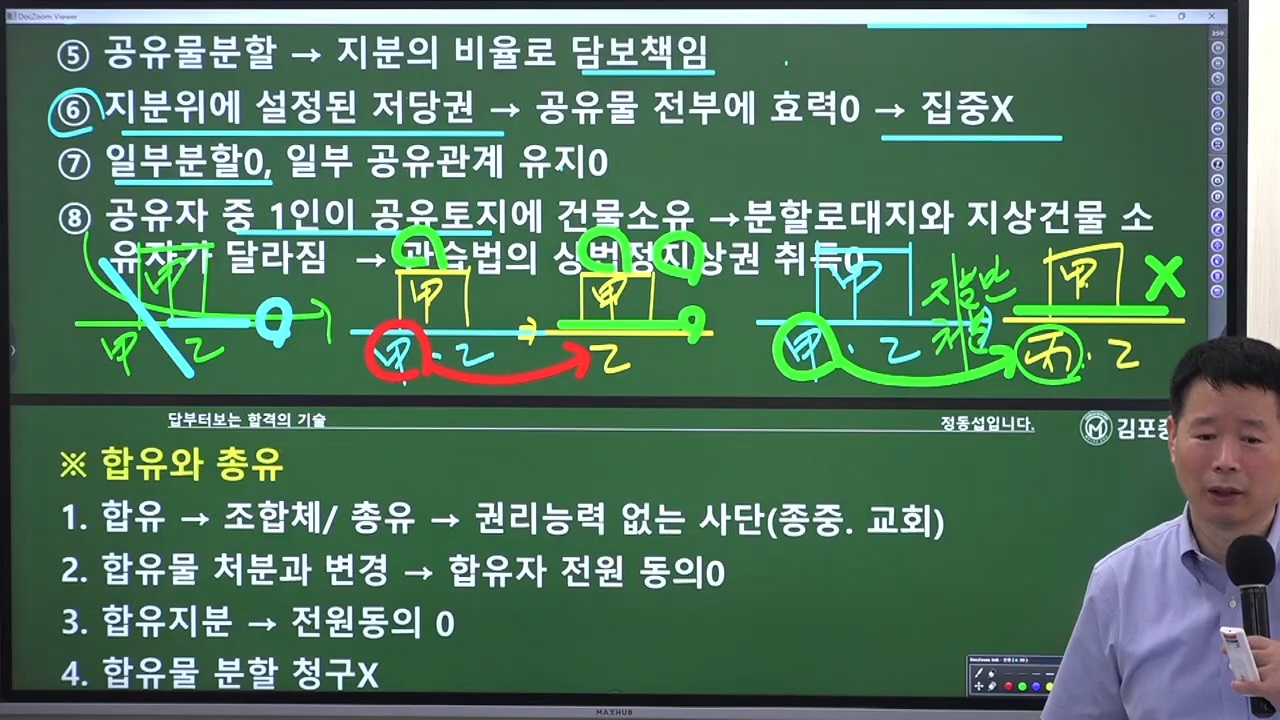 DocZoom Viewer
⑤ 공유물분할 → 지분의 비율로 담보책임
⑥ 지분위에 설정된 저당권 → 공유물 전부에 효력0 → 집중X
⑦ 일부분할0, 일부 공유관계 유지0
⑧ 공유자 중 1인이 공유토지에 건물소유 →분할로대지와 지상건물 소
유자가 달라짐 → 관습법의 상법정지상권 취득0
甲 甲 甲 甲 甲 X
甲 乙 甲·乙 乙 甲·乙 丙·乙
답부터보는 합격의 기술 정동섭입니다. 김포중
※ 합유와 총유
1. 합유 → 조합체/ 총유 → 권리능력 없는 사단(종중. 교회)
2. 합유물 처분과 변경 → 합유자 전원 동의0
3. 합유지분 → 전원동의 0
4. 합유물 분할 청구X
MAXHUB